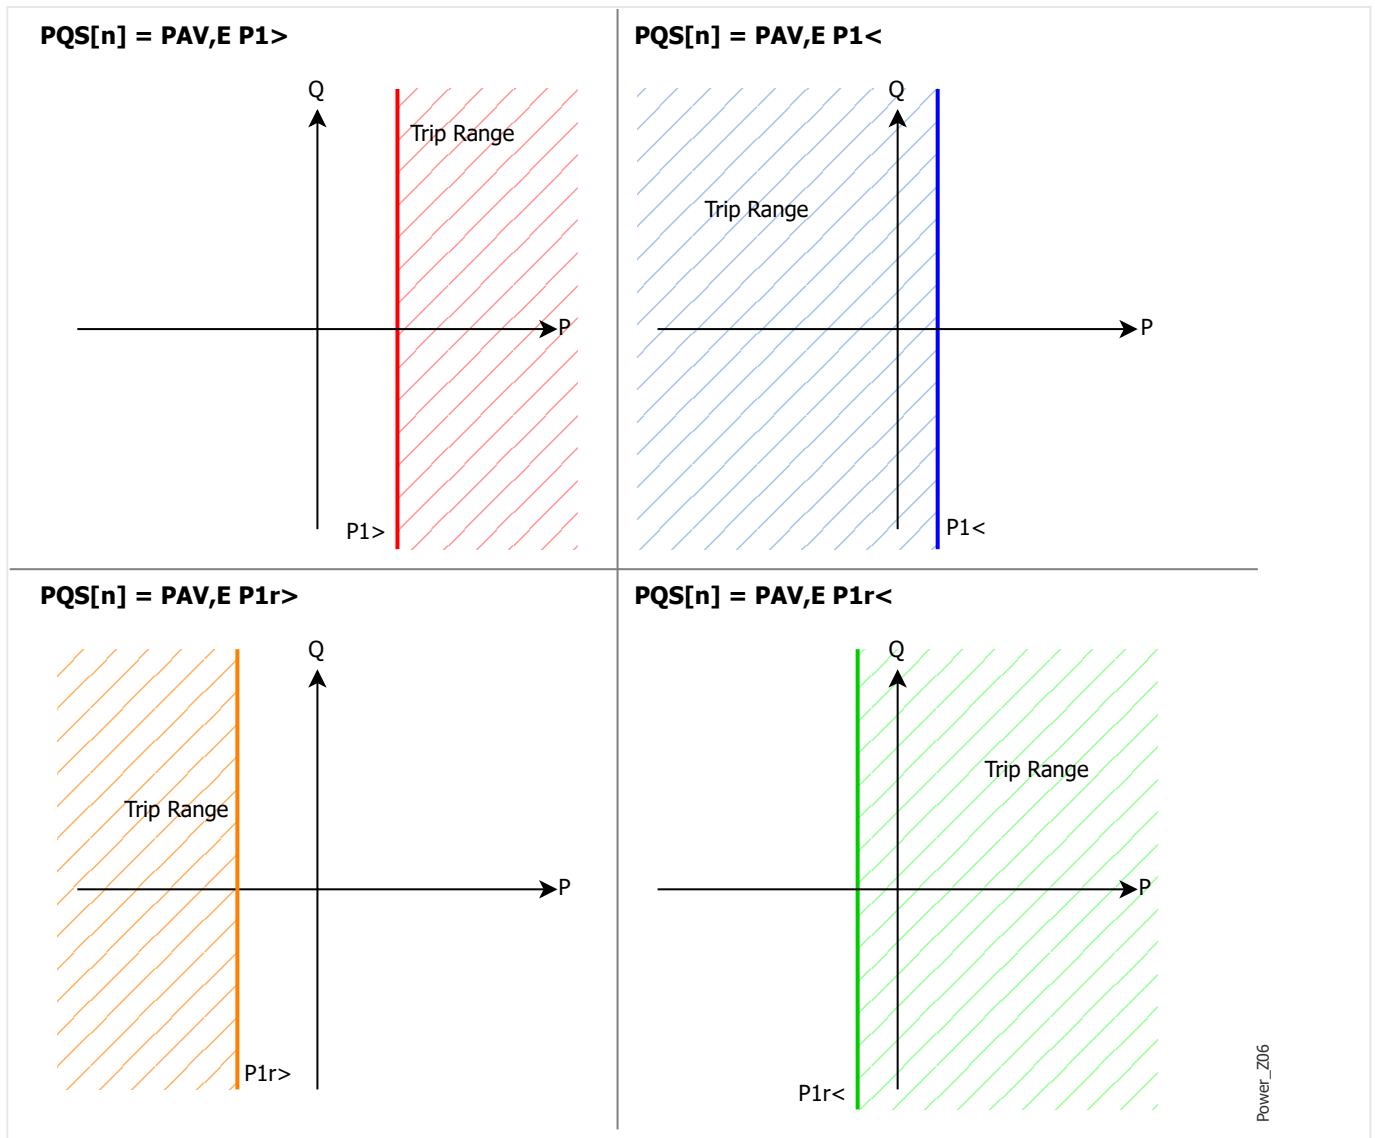 PQS[n] = PAV,E P1>
Q
Trip Range
P
P1>
PQS[n] = PAV,E P1<
Q
Trip Range
P
P1<
PQS[n] = PAV,E P1r>
Q
Trip Range
P
P1r>
PQS[n] = PAV,E P1r<
Q
Trip Range
P
P1r<
Power_Z06